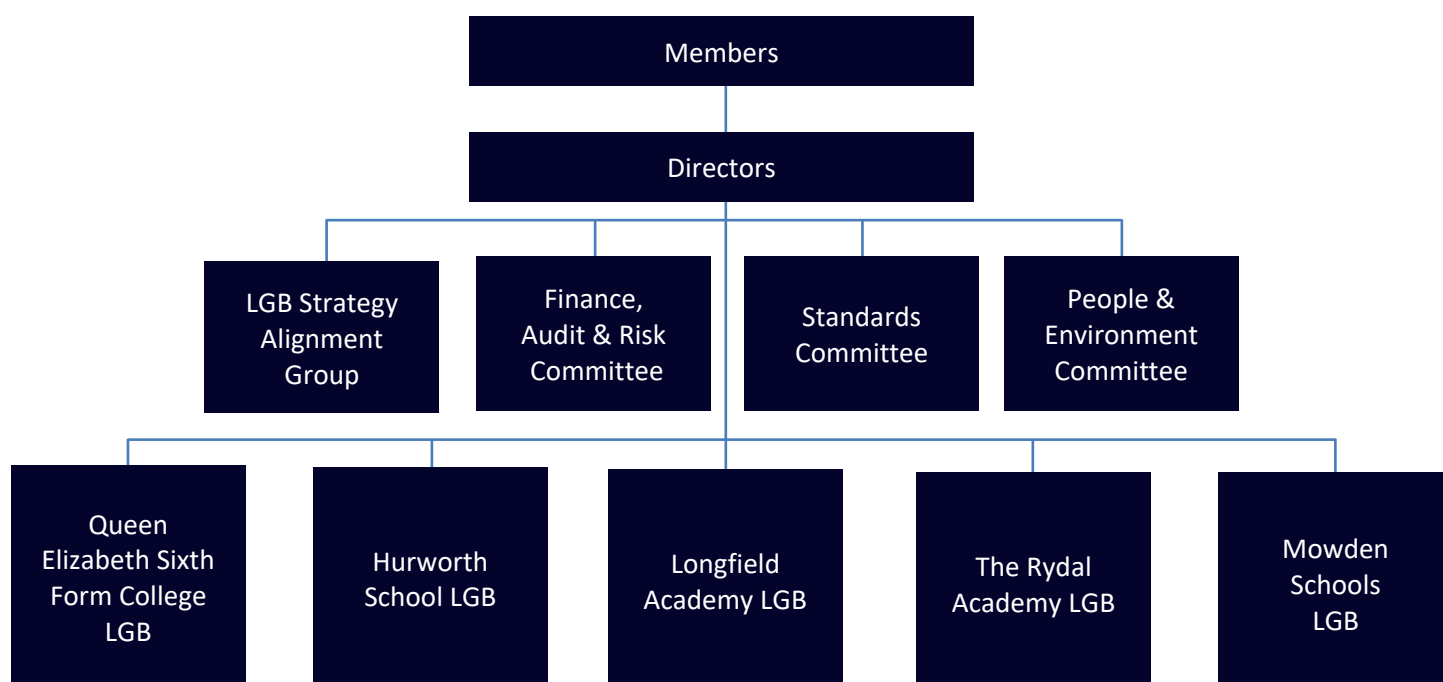 Members
Directors
LGB Strategy
Alignment
Group
Finance,
Audit & Risk
Committee
Standards
Committee
People &
Environment
Committee
Queen
Elizabeth Sixth
Form College
LGB
Hurworth
School LGB
Longfield
Academy LGB
The Rydal
Academy LGB
Mowden
Schools
LGB